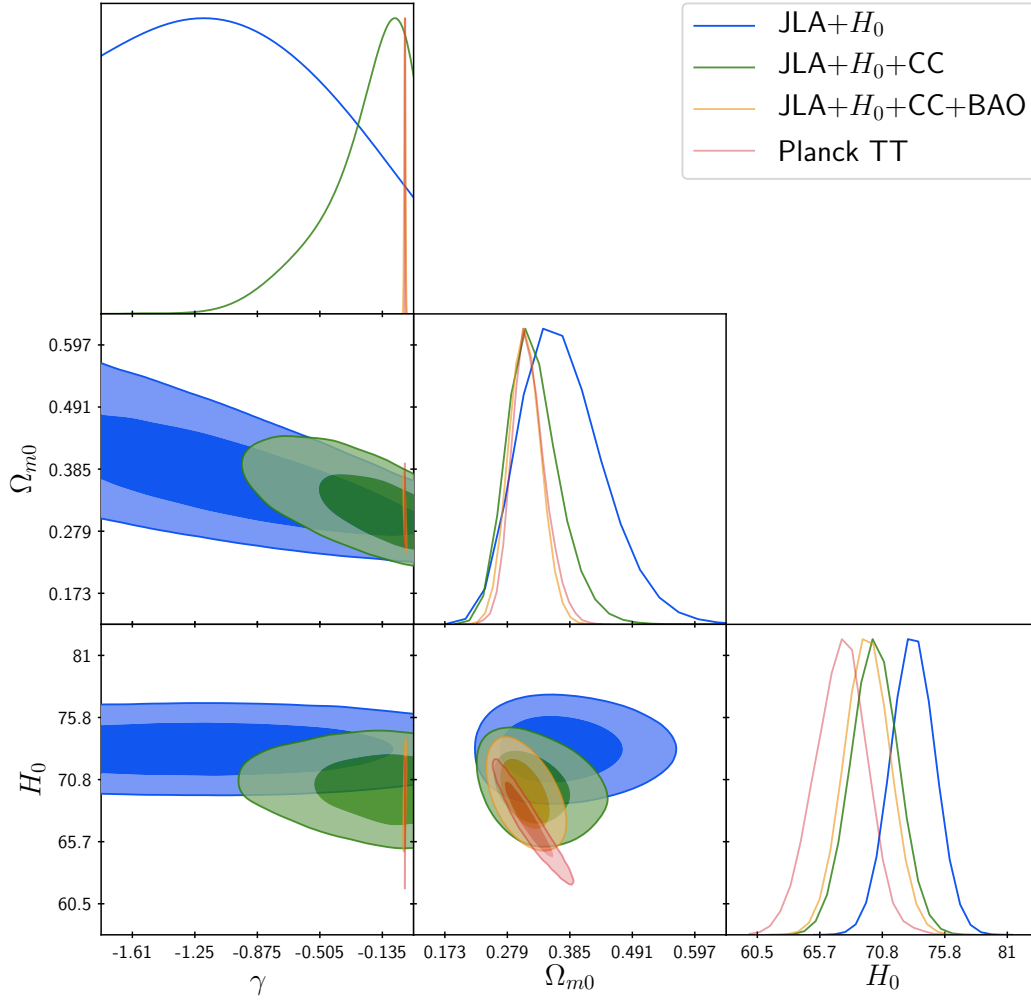 JLA+H₀
JLA+H₀+CC
JLA+H₀+CC+BAO
Planck TT
0.597
0.491
0.385
0.279
0.173
Ωₘ₀
81
75.8
70.8
65.7
60.5
H₀
-1.61 -1.25 -0.875 -0.505 -0.135
0.173 0.279 0.385 0.491 0.597
60.5 65.7 70.8 75.8 81
γ Ωₘ₀ H₀